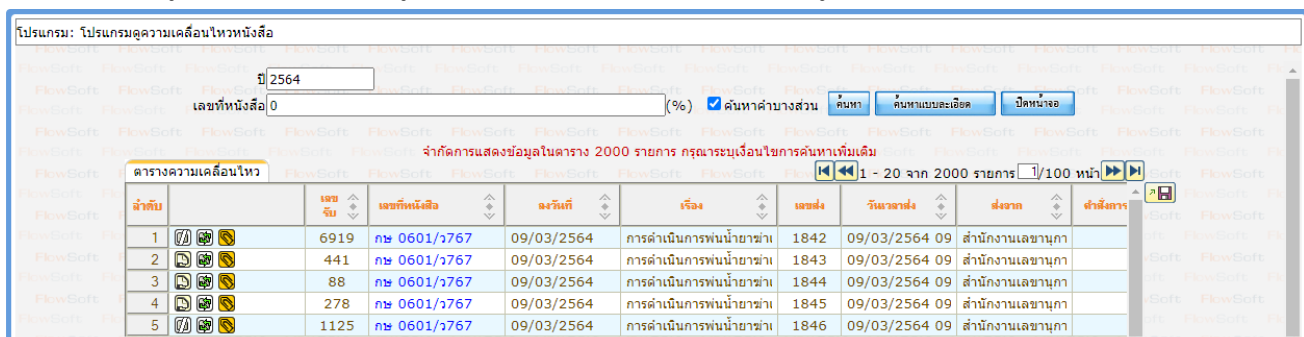 โปรแกรม: โปรแกรมดูความเคลื่อนไหวหนังสือ
ปี 2564
เลขที่หนังสือ 0 (%) ค้นหาคำบางส่วน ค้นหา ค้นหาแบบละเอียด ปิดหน้าจอ
จำกัดการแสดงข้อมูลในตาราง 2000 รายการ กรุณาระบุเงื่อนไขการค้นหาเพิ่มเติม
ตารางความเคลื่อนไหว 1 - 20 จาก 2000 รายการ 1/100 หน้า
ลำดับ เลขรับ เลขที่หนังสือ ลงวันที่ เรื่อง เลขส่ง วันเวลาส่ง ส่งจาก คำสั่งการ
1 6919 กษ 0601/ว767 09/03/2564 การดำเนินการพ่นน้ำยาฆ่าเ 1842 09/03/2564 09 สำนักงานเลขานุกา
2 441 กษ 0601/ว767 09/03/2564 การดำเนินการพ่นน้ำยาฆ่าเ 1843 09/03/2564 09 สำนักงานเลขานุกา
3 88 กษ 0601/ว767 09/03/2564 การดำเนินการพ่นน้ำยาฆ่าเ 1844 09/03/2564 09 สำนักงานเลขานุกา
4 278 กษ 0601/ว767 09/03/2564 การดำเนินการพ่นน้ำยาฆ่าเ 1845 09/03/2564 09 สำนักงานเลขานุกา
5 1125 กษ 0601/ว767 09/03/2564 การดำเนินการพ่นน้ำยาฆ่าเ 1846 09/03/2564 09 สำนักงานเลขานุกา